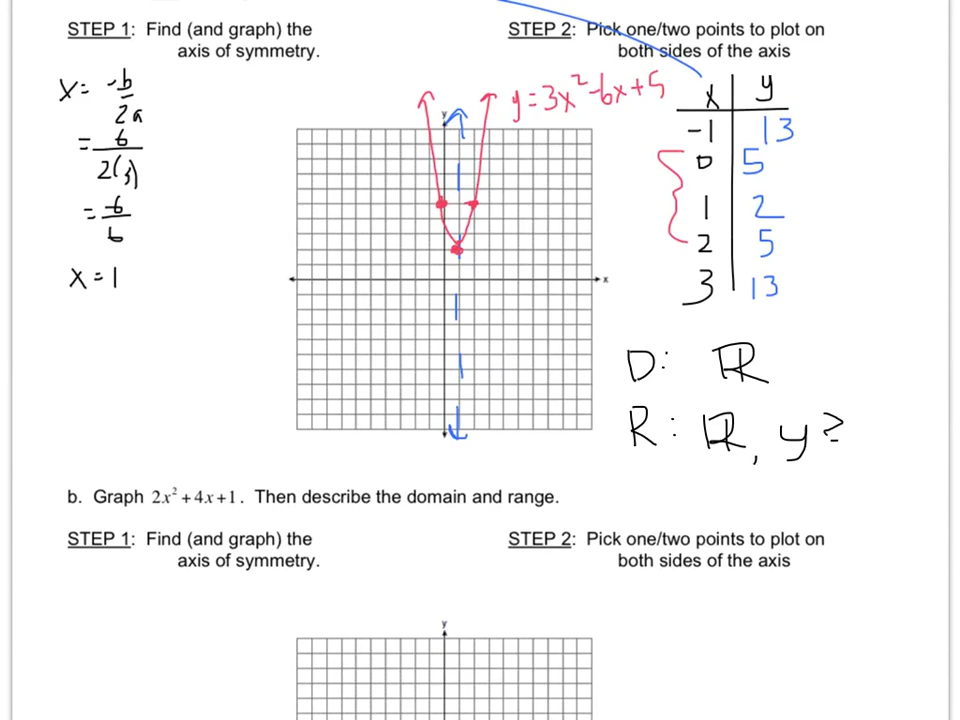 STEP 1: Find (and graph) the
axis of symmetry.
STEP 2: Pick one/two points to plot on
both sides of the axis
x = -b/2a
= 6/2(3)
= 6/6
x = 1
y = 3x² - 6x + 5
x | y
-1 | 13
0 | 5
1 | 2
2 | 5
3 | 13
y
x
D: ℝ
R: ℝ, y ≥
b. Graph 2x² + 4x + 1. Then describe the domain and range.
STEP 1: Find (and graph) the
axis of symmetry.
STEP 2: Pick one/two points to plot on
both sides of the axis
y